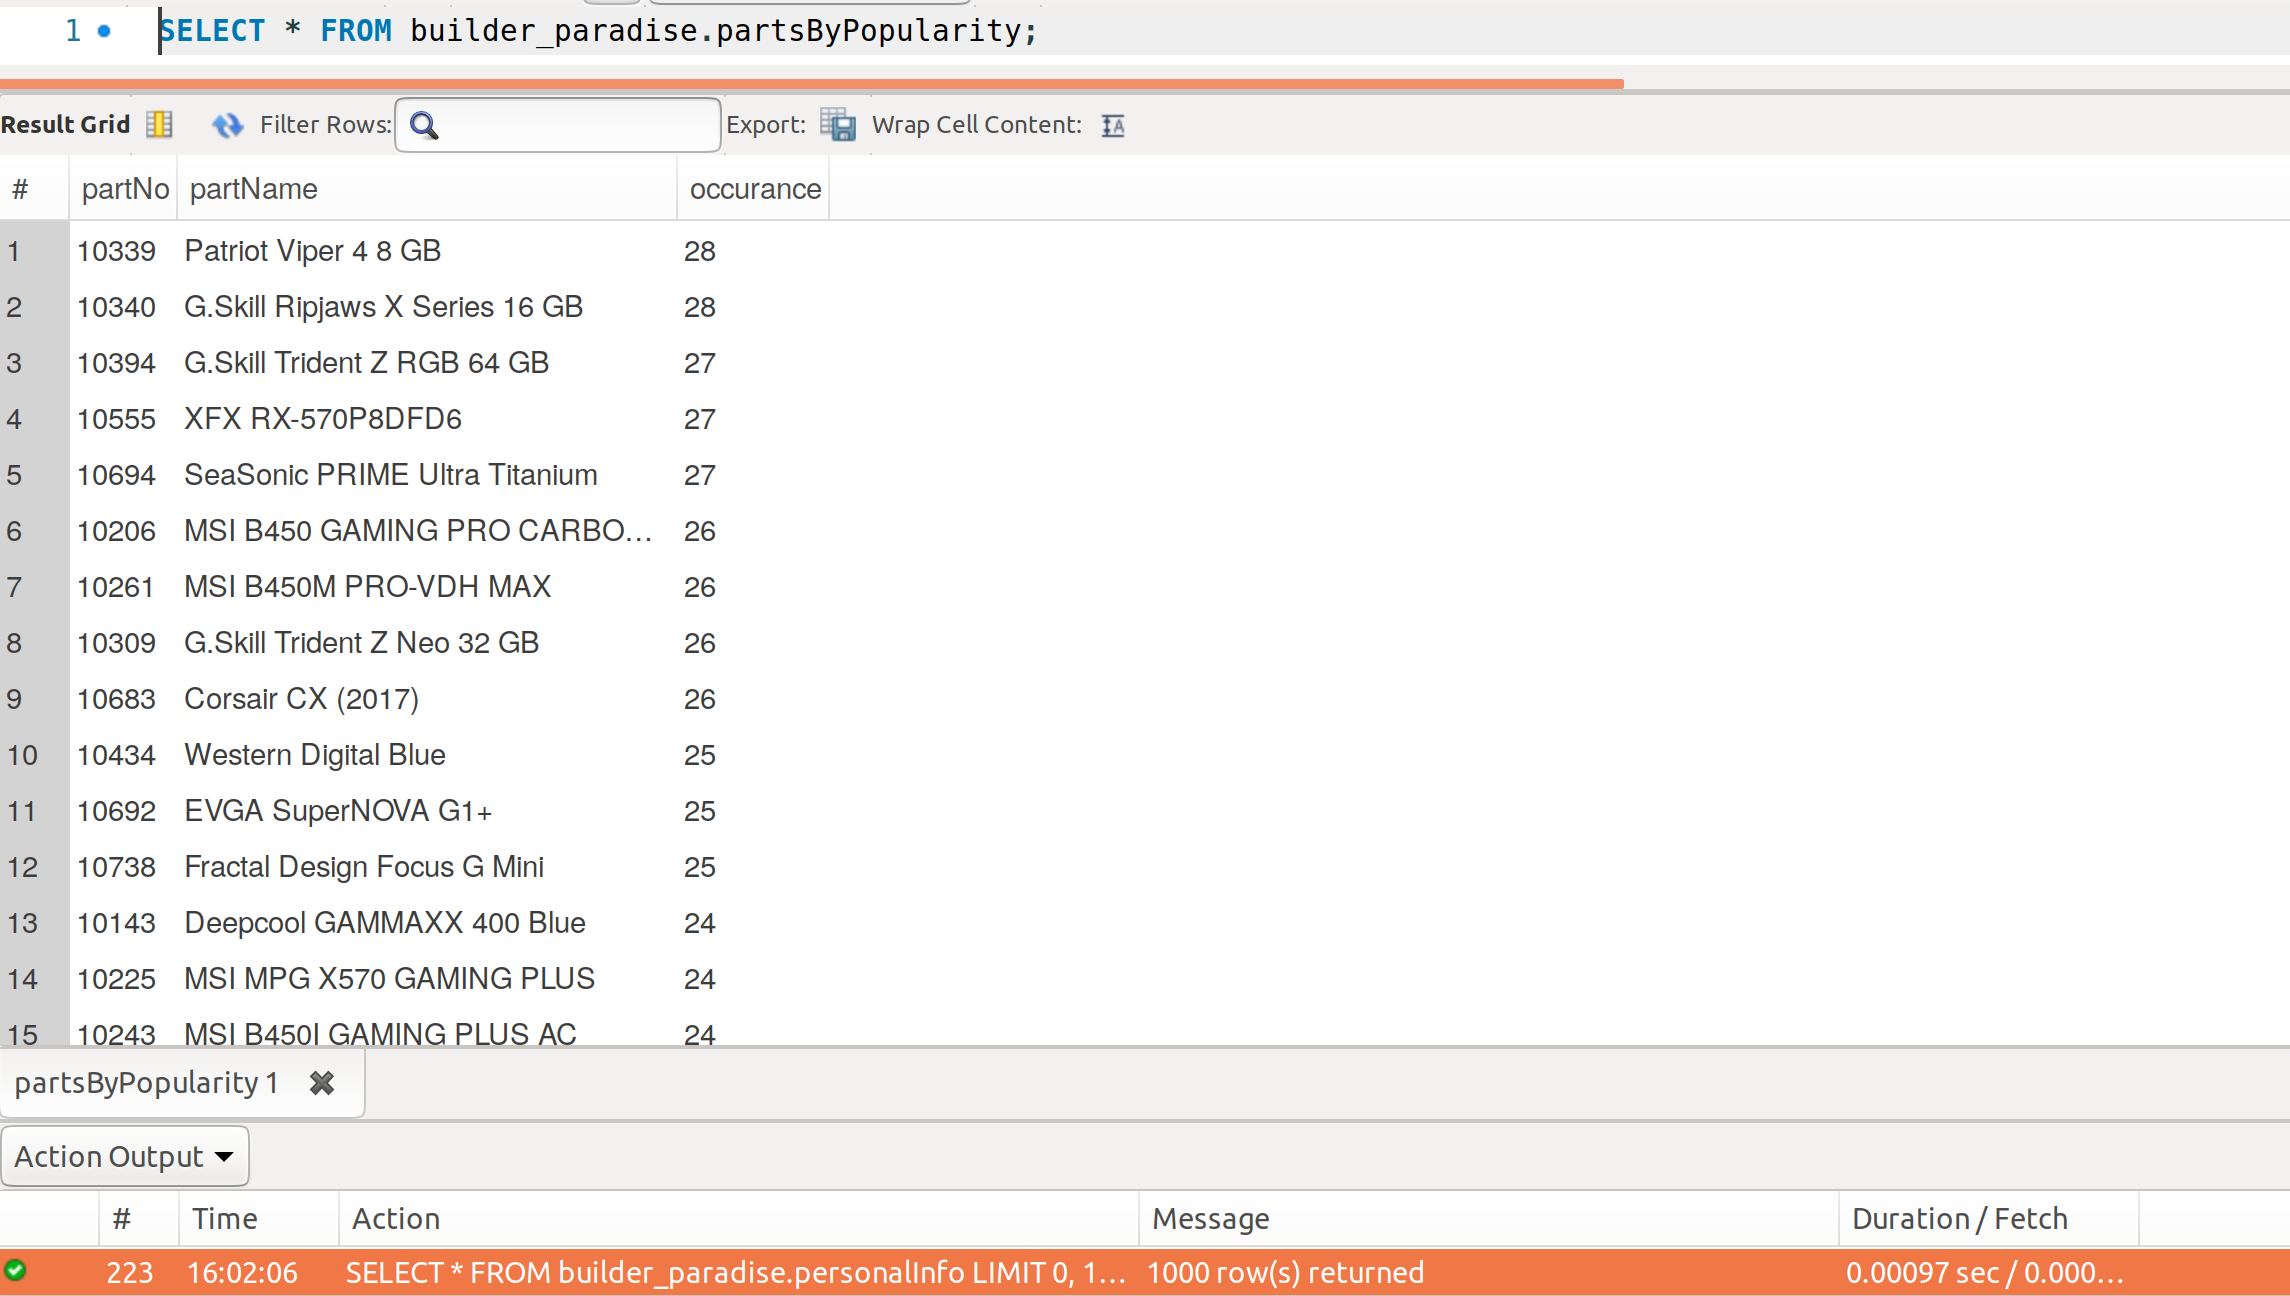 1 SELECT * FROM builder_paradise.partsByPopularity;
Result Grid Filter Rows: Export: Wrap Cell Content:
# partNo partName occurance
1 10339 Patriot Viper 4 8 GB 28
2 10340 G.Skill Ripjaws X Series 16 GB 28
3 10394 G.Skill Trident Z RGB 64 GB 27
4 10555 XFX RX-570P8DFD6 27
5 10694 SeaSonic PRIME Ultra Titanium 27
6 10206 MSI B450 GAMING PRO CARBO... 26
7 10261 MSI B450M PRO-VDH MAX 26
8 10309 G.Skill Trident Z Neo 32 GB 26
9 10683 Corsair CX (2017) 26
10 10434 Western Digital Blue 25
11 10692 EVGA SuperNOVA G1+ 25
12 10738 Fractal Design Focus G Mini 25
13 10143 Deepcool GAMMAXX 400 Blue 24
14 10225 MSI MPG X570 GAMING PLUS 24
15 10243 MSI B450I GAMING PLUS AC 24
partsByPopularity 1
Action Output
# Time Action Message Duration / Fetch
223 16:02:06 SELECT * FROM builder_paradise.personalInfo LIMIT 0, 1... 1000 row(s) returned 0.00097 sec / 0.000...